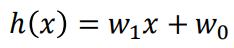 h(x) = w₁x + w₀